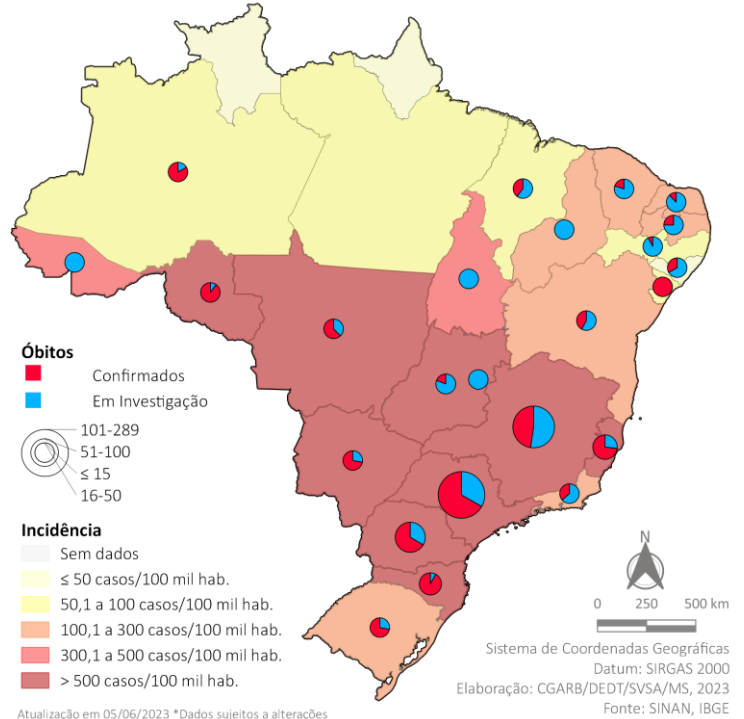 Óbitos
Confirmados
Em Investigação
101-289
51-100
≤ 15
16-50
Incidência
Sem dados
≤ 50 casos/100 mil hab.
50,1 a 100 casos/100 mil hab.
100,1 a 300 casos/100 mil hab.
300,1 a 500 casos/100 mil hab.
> 500 casos/100 mil hab.
Atualização em 05/06/2023 *Dados sujeitos a alterações
N
0 250 500 km
Sistema de Coordenadas Geográficas
Datum: SIRGAS 2000
Elaboração: CGARB/DEDT/SVSA/MS, 2023
Fonte: SINAN, IBGE